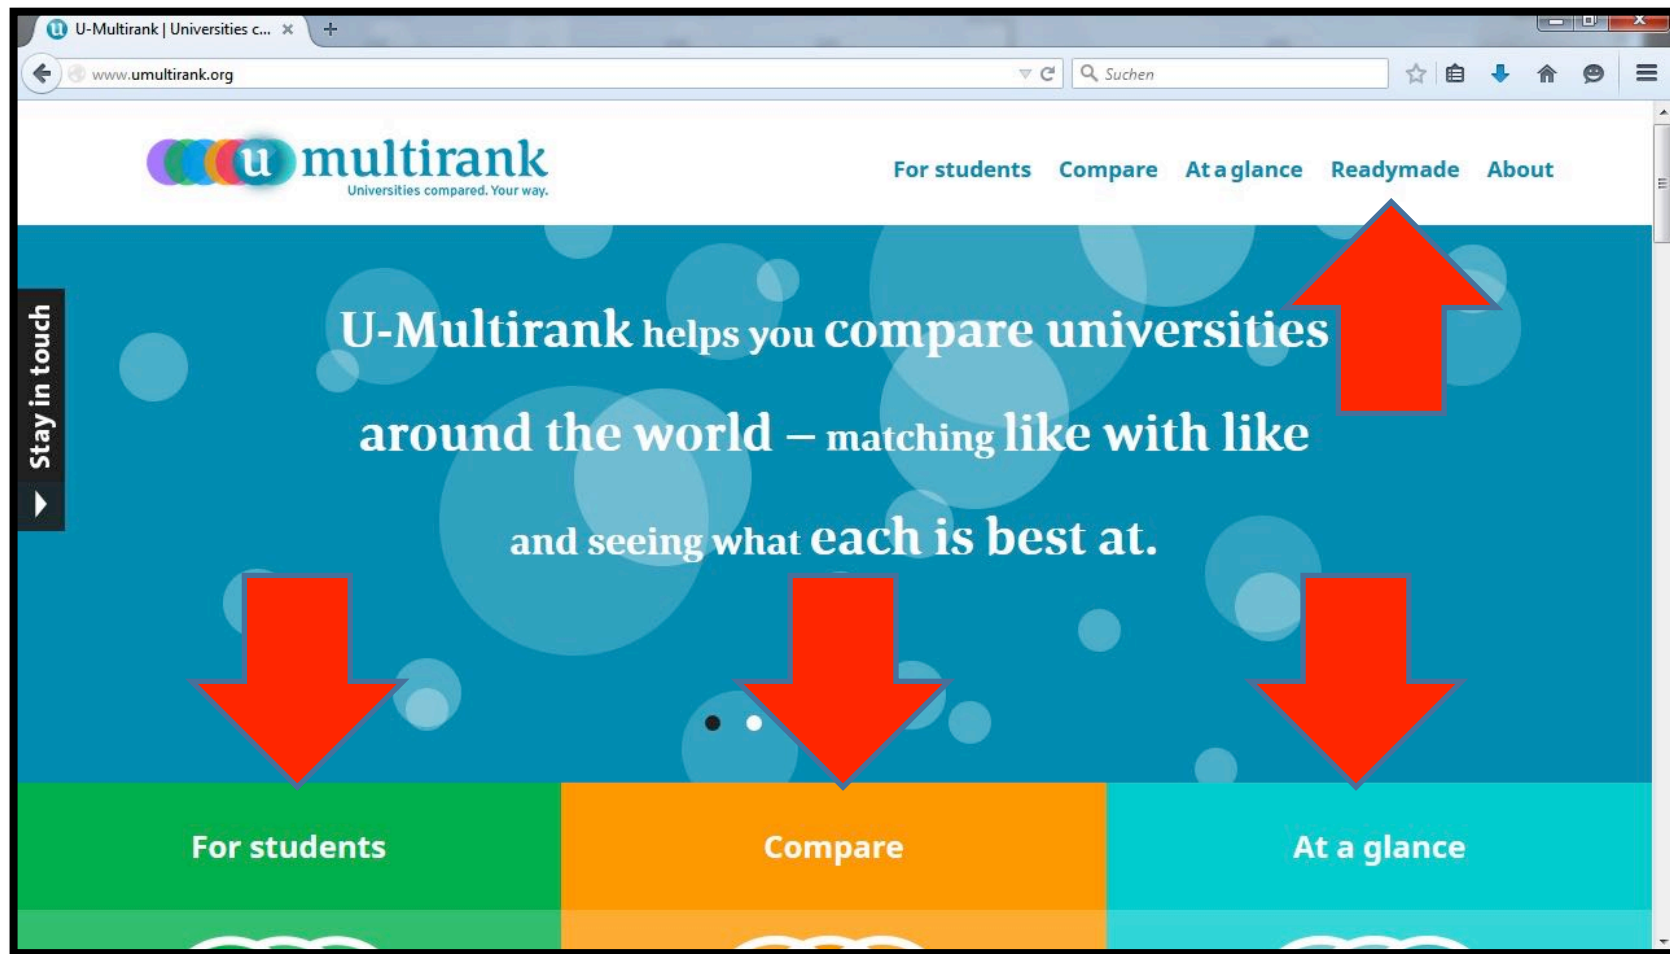 U-Multirank | Universities c...
www.umultirank.org
Suchen
u multirank
Universities compared. Your way.
For students Compare At a glance Readymade About
Stay in touch
U-Multirank helps you compare universities
around the world – matching like with like
and seeing what each is best at.
For students Compare At a glance